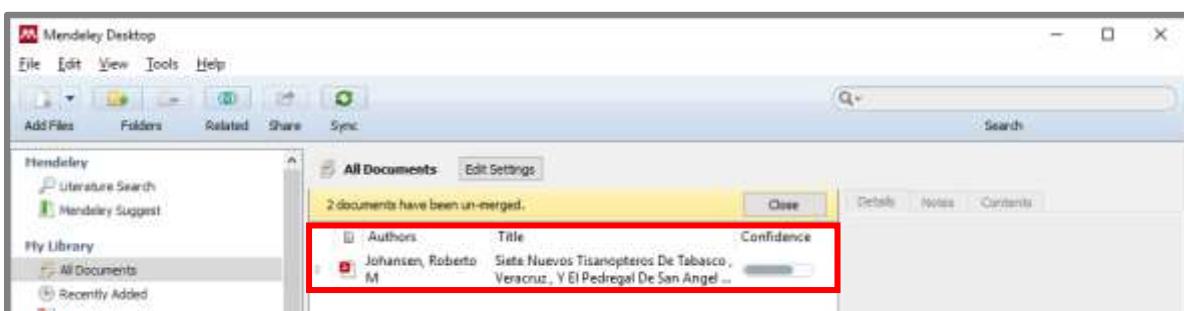 Mendeley Desktop
File Edit View Tools Help
Add Files Folders Related Share Sync Search
Mendeley
Literature Search
Mendeley Suggest
My Library
All Documents
Recently Added
All Documents Edit Settings
2 documents have been un-merged. Close
Authors Title Confidence
Johansen, Roberto M
Siete Nuevos Tisanopteros De Tabasco ,
Veracruz , Y El Pedregal De San Angel ...
Details Notes Contents